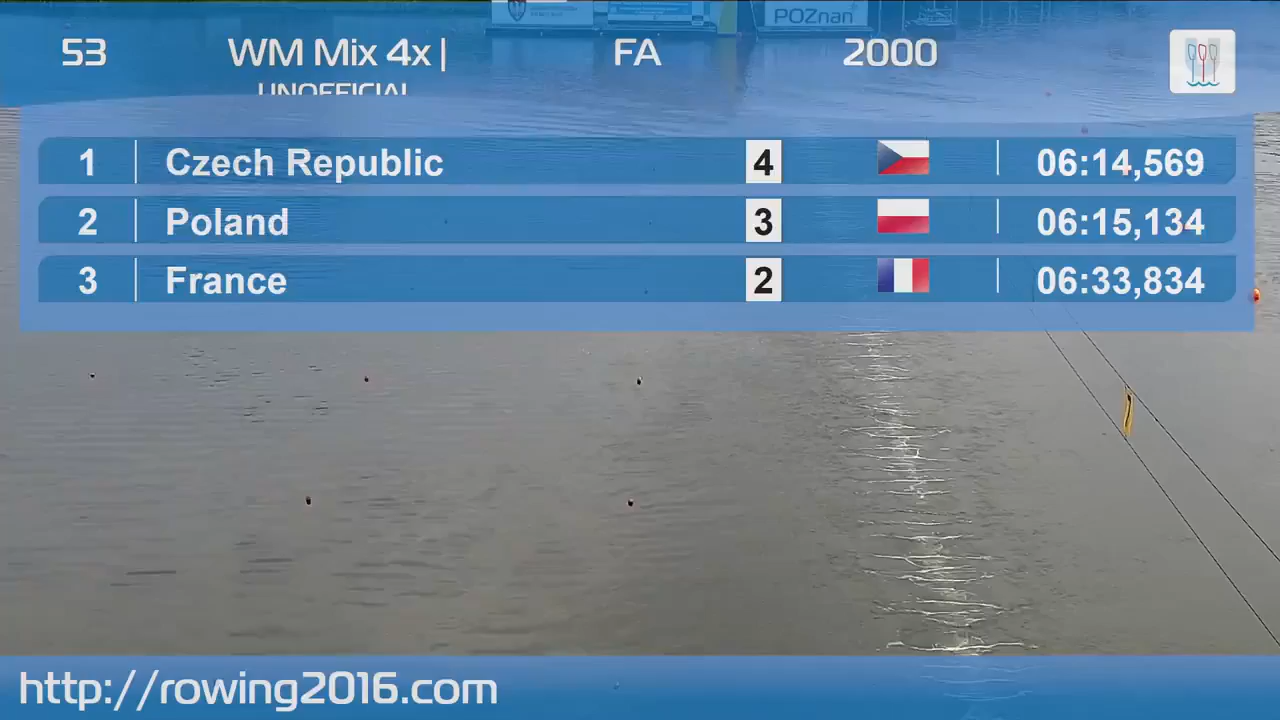 POZnan
53 WM Mix 4x | FA 2000
UNOFFICIAL
1 Czech Republic 4 06:14,569
2 Poland 3 06:15,134
3 France 2 06:33,834
http://rowing2016.com